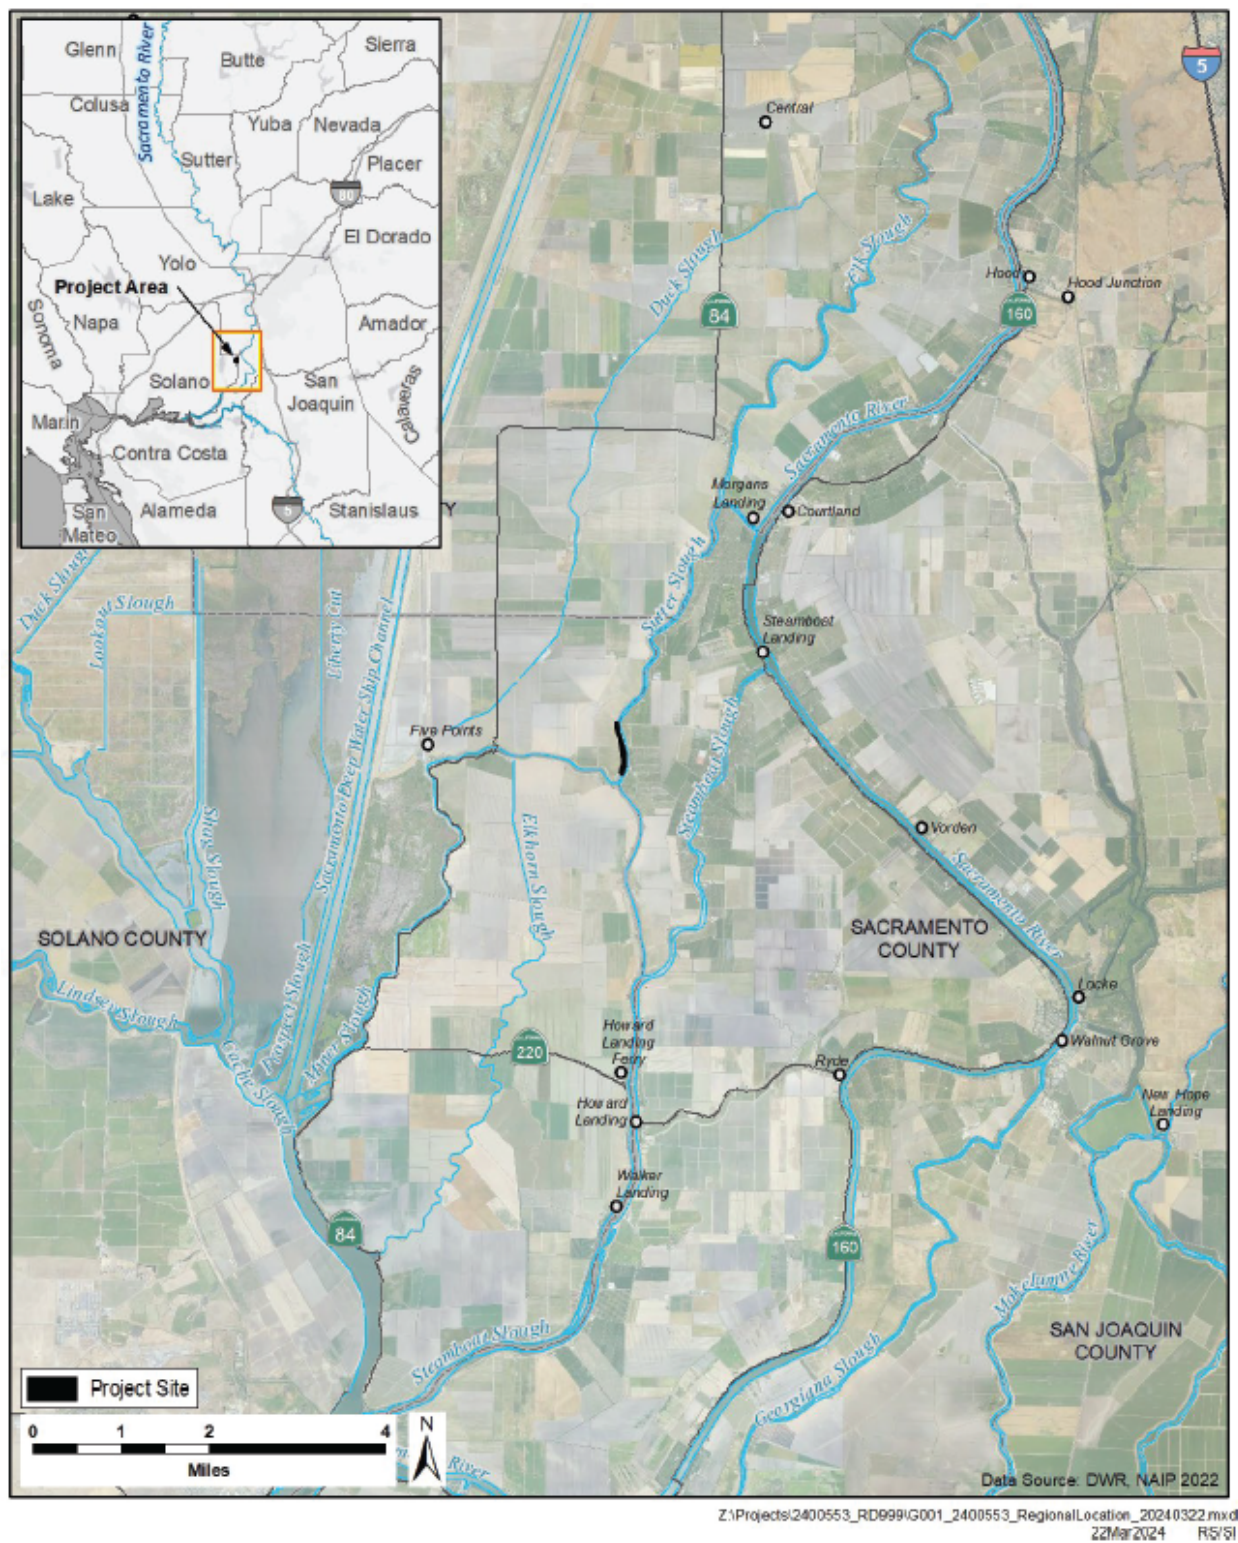 Glenn
Sacramento River
Butte
Sierra
Colusa
Yuba
Nevada
Sutter
Placer
Lake
80
El Dorado
Yolo
Project Area
Sonoma
Napa
Amador
Solano
San
Joaquin
Calaveras
Marin
Contra Costa
San
Mateo
Alameda
5
Stanislaus
5
Central
Duck Slough
Elk Slough
84
Hood
Hood Junction
160
Sacramento River
Morgans
Landing
Courtland
Duck Slough
Lookout Slough
Liberty cut
Sacramento Deep Water Ship Channel
Sutter Slough
Steamboat
Landing
Five Points
Steamboat Slough
Shag Slough
Elkhorn Slough
Vorden
Sacramento River
SOLANO COUNTY
SACRAMENTO
COUNTY
Lindsey Slough
Prospect Slough
Miner Slough
Cache Slough
Locke
Howard
Landing
Ferry
220
Walnut Grove
Ryde
Howard
Landing
New Hope
Landing
Walker
Landing
84
160
Mokelumne River
Steamboat Slough
Georgiana Slough
SAN JOAQUIN
COUNTY
Project Site
0 1 2 4
Miles
N
River
Data Source: DWR, NAIP 2022
Z:\Projects\2400553_RD999\G001_2400553_RegionalLocation_20240322.mxd
22Mar2024 RS/SI